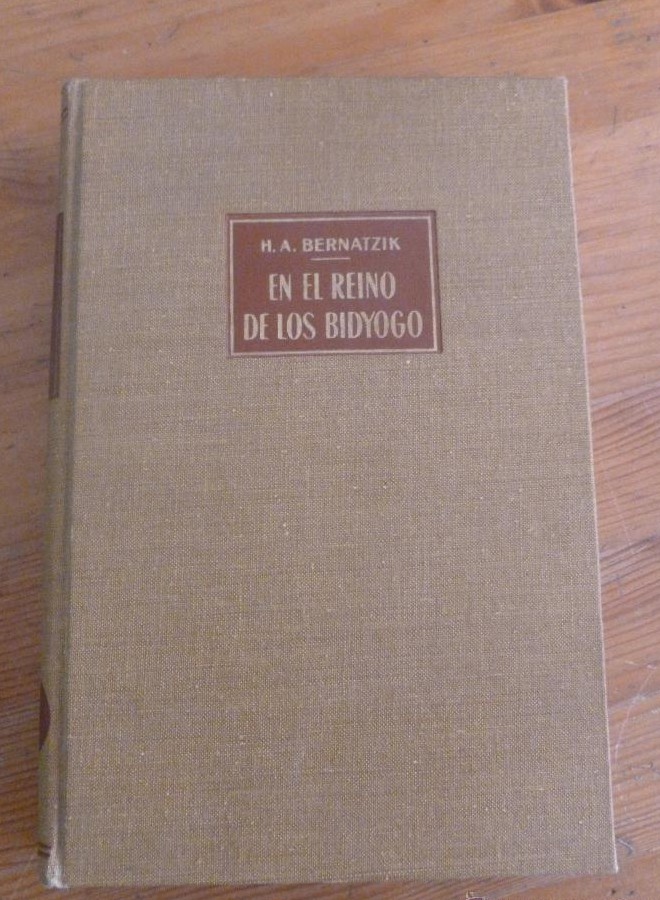 H. A. BERNATZIK
EN EL REINO
DE LOS BIDYOGO